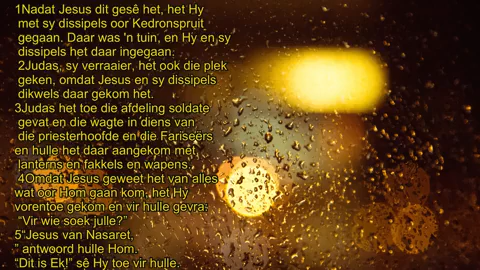 1Nadat Jesus dit gesê het, het Hy
met sy dissipels oor Kedronspruit
gegaan. Daar was 'n tuin, en Hy en sy
dissipels het daar ingegaan.
2Judas, sy verraaier, het ook die plek
geken, omdat Jesus en sy dissipels
dikwels daar gekom het.
3Judas het toe die afdeling soldate
gevat en die wagte in diens van
die priesterhoofde en die Fariseërs
en hulle het daar aangekom met
lanterns en fakkels en wapens.
4Omdat Jesus geweet het van alles
wat oor Hom gaan kom, het Hy
vorentoe gekom en vir hulle gevra:
“Vir wie soek julle?”
5“Jesus van Nasaret,
” antwoord hulle Hom.
“Dit is Ek!” sê Hy toe vir hulle.